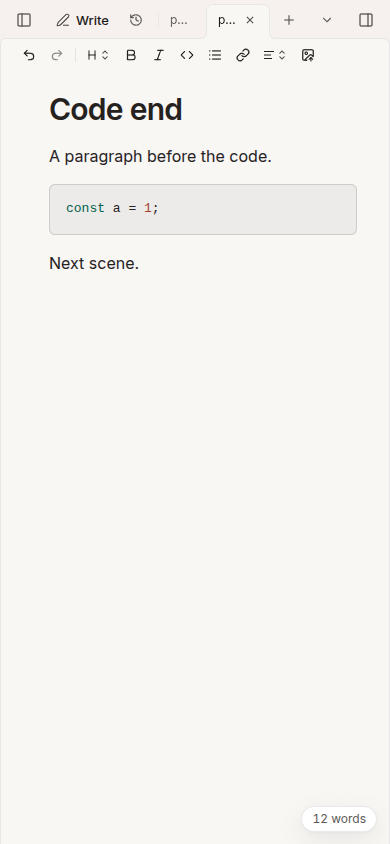 Write
p...
p...
H
B
I
Code end
A paragraph before the code.
const a = 1;
Next scene.
12 words